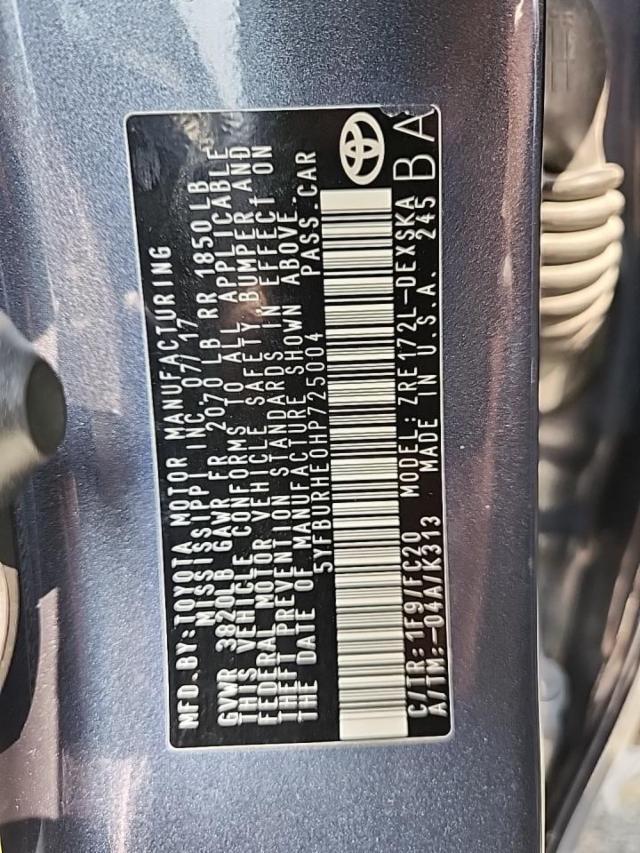 MFD.BY:TOYOTA MOTOR MANUFACTURING
MISSISSIPPI INC 07/17
GVWR 3820LB GAWR FR 2070 LB RR 1850LB
THIS VEHICLE CONFORMS TO ALL APPLICABLE
FEDERAL MOTOR VEHICLE SAFETY,BUMPER AND
THEFT PREVENTION STANDARDS IN EFFECT ON
THE DATE OF MANUFACTURE SHOWN ABOVE.
5YFBURHE0HP725004 PASS.CAR
C/TR:1F9/FC20 MODEL:ZRE172L-DEXSKA
A/TM:-04A/K313 MADE IN U.S.A. 245
BA